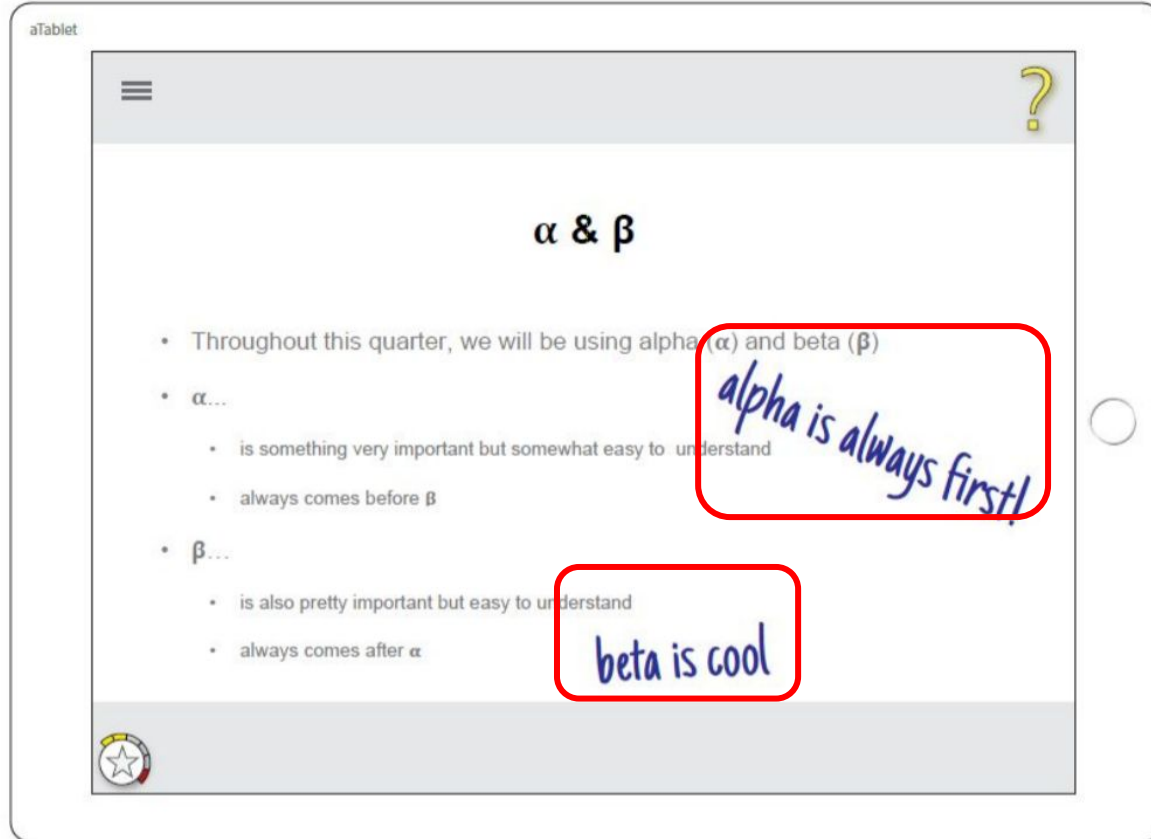 aTablet
?
α & β
• Throughout this quarter, we will be using alpha (α) and beta (β)
• α...
alpha is always first!
• is something very important but somewhat easy to understand
• always comes before β
• β...
• is also pretty important but easy to understand
• always comes after α
beta is cool